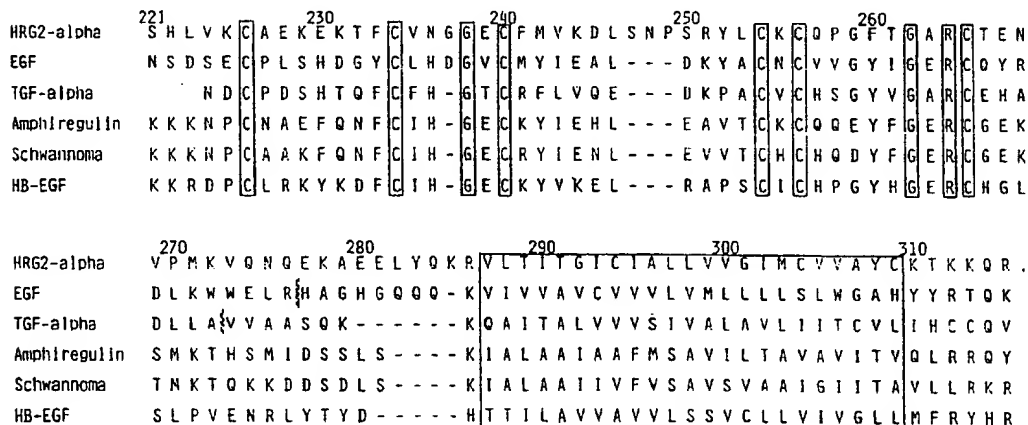 221 230 240 250 260
HRG2-alpha S H L V K C A E K E K T F C V N G G E C F M V K D L S N P S R Y L C K C Q P G F T G A R C T E N
EGF N S D S E C P L S H D G Y C L H D G V C M Y I E A L - - - D K Y A C N C V V G Y I G E R C Q Y R
TGF-alpha N D C P D S H T Q F C F H - G T C R F L V Q E - - - D K P A C V C H S G Y V G A R C E H A
Amphiregulin K K K N P C N A E F Q N F C I H - G E C K Y I E H L - - - E A V T C K C Q Q E Y F G E R C G E K
Schwannoma K K K N P C A A K F Q N F C I H - G E C R Y I E N L - - - E V V T C H C H Q D Y F G E R C G E K
HB-EGF K K R D P C L R K Y K D F C I H - G E C K Y V K E L - - - R A P S C I C H P G Y H G E R C H G L
270 280 290 300 310
HRG2-alpha V P M K V Q N Q E K A E E L Y Q K R V L T I T G I C I A L L V V G I M C V V A Y C K T K K Q R .
EGF D L K W W E L R H A G H G Q Q Q - K V I V V A V C V V V L V M L L L L S L W G A H Y Y R T Q K
TGF-alpha D L L A V V A A S Q K - - - - - - K Q A I T A L V V V S I V A L A V L I I T C V L I H C C Q V
Amphiregulin S M K T H S M I D S S L S - - - - K I A L A A I A A F M S A V I L T A V A V I T V Q L R R Q Y
Schwannoma T N K T Q K K D D S D L S - - - - K I A L A A I I V F V S A V S V A A I G I I T A V L L R K R
HB-EGF S L P V E N R L Y T Y D - - - - - H T T I L A V V A V V L S S V C L L V I V G L L M F R Y H R